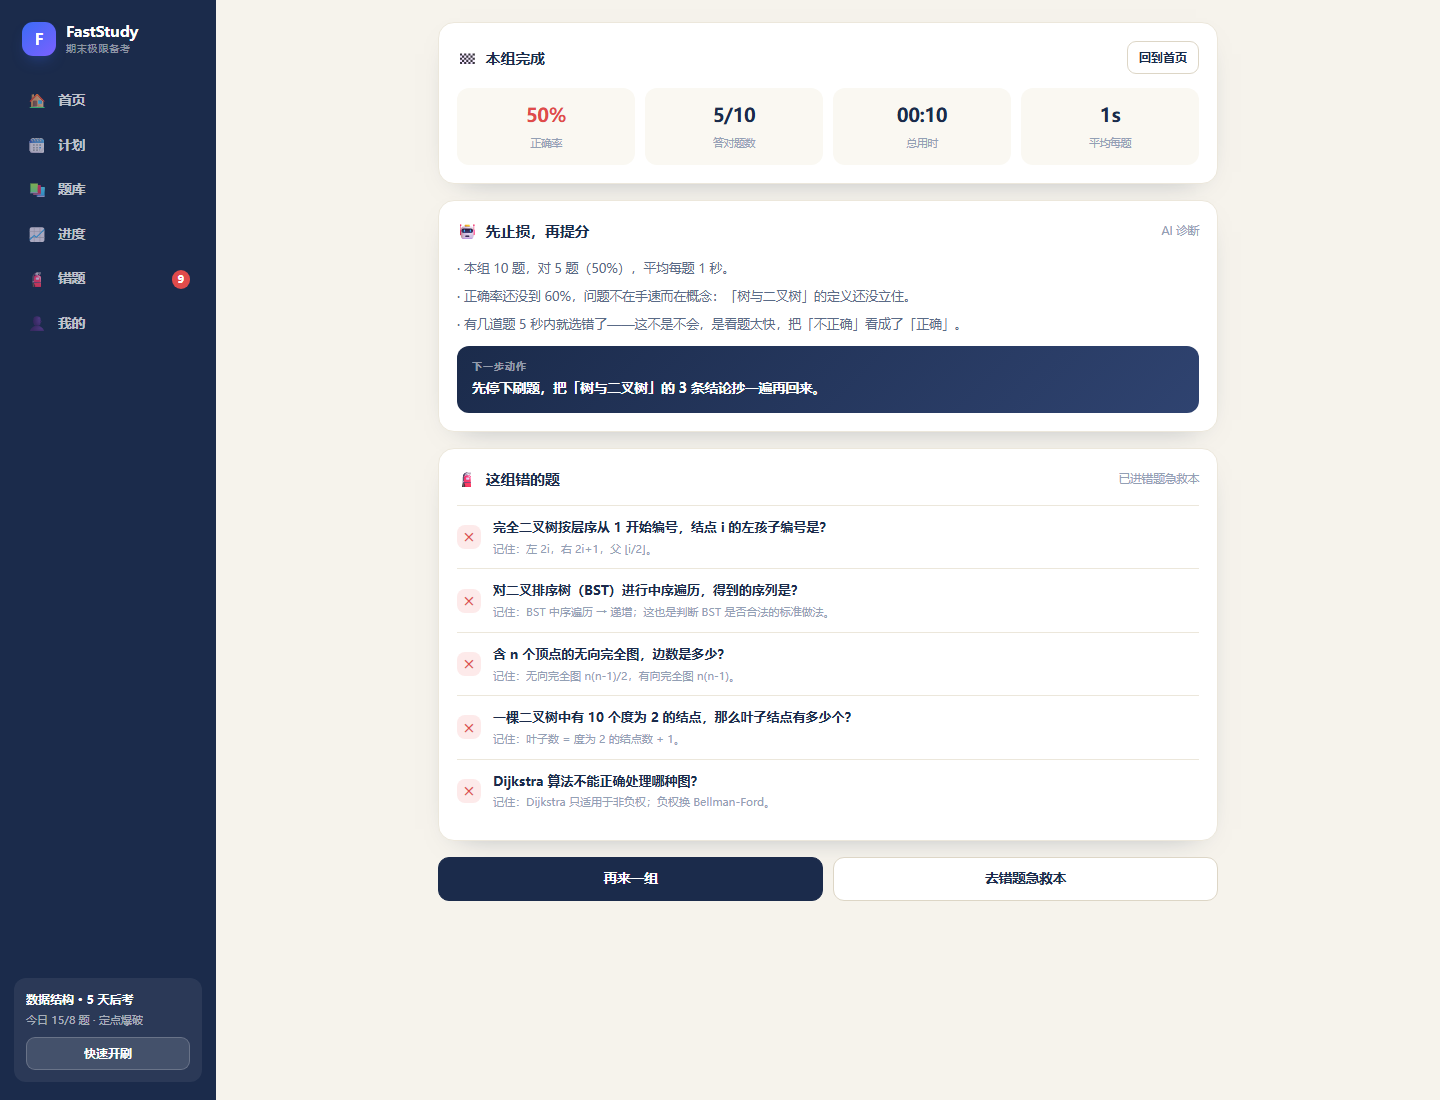 F
FastStudy
期末极限备考
首页
计划
题库
进度
错题
9
我的
数据结构 • 5 天后考
今日 15/8 题 · 定点爆破
快速开刷
本组完成
回到首页
50%
正确率
5/10
答对题数
00:10
总用时
1s
平均每题
先止损，再提分
AI 诊断
· 本组 10 题，对 5 题（50%），平均每题 1 秒。
· 正确率还没到 60%，问题不在手速而在概念：「树与二叉树」的定义还没立住。
· 有几道题 5 秒内就选错了——这不是不会，是看题太快，把「不正确」看成了「正确」。
下一步动作
先停下刷题，把「树与二叉树」的 3 条结论抄一遍再回来。
这组错的题
已进错题急救本
完全二叉树按层序从 1 开始编号，结点 i 的左孩子编号是？
记住：左 2i，右 2i+1，父 ⌊i/2⌋。
对二叉排序树（BST）进行中序遍历，得到的序列是？
记住：BST 中序遍历 → 递增；这也是判断 BST 是否合法的标准做法。
含 n 个顶点的无向完全图，边数是多少？
记住：无向完全图 n(n-1)/2，有向完全图 n(n-1)。
一棵二叉树中有 10 个度为 2 的结点，那么叶子结点有多少个？
记住：叶子数 = 度为 2 的结点数 + 1。
Dijkstra 算法不能正确处理哪种图？
记住：Dijkstra 只适用于非负权；负权换 Bellman-Ford。
再来一组
去错题急救本